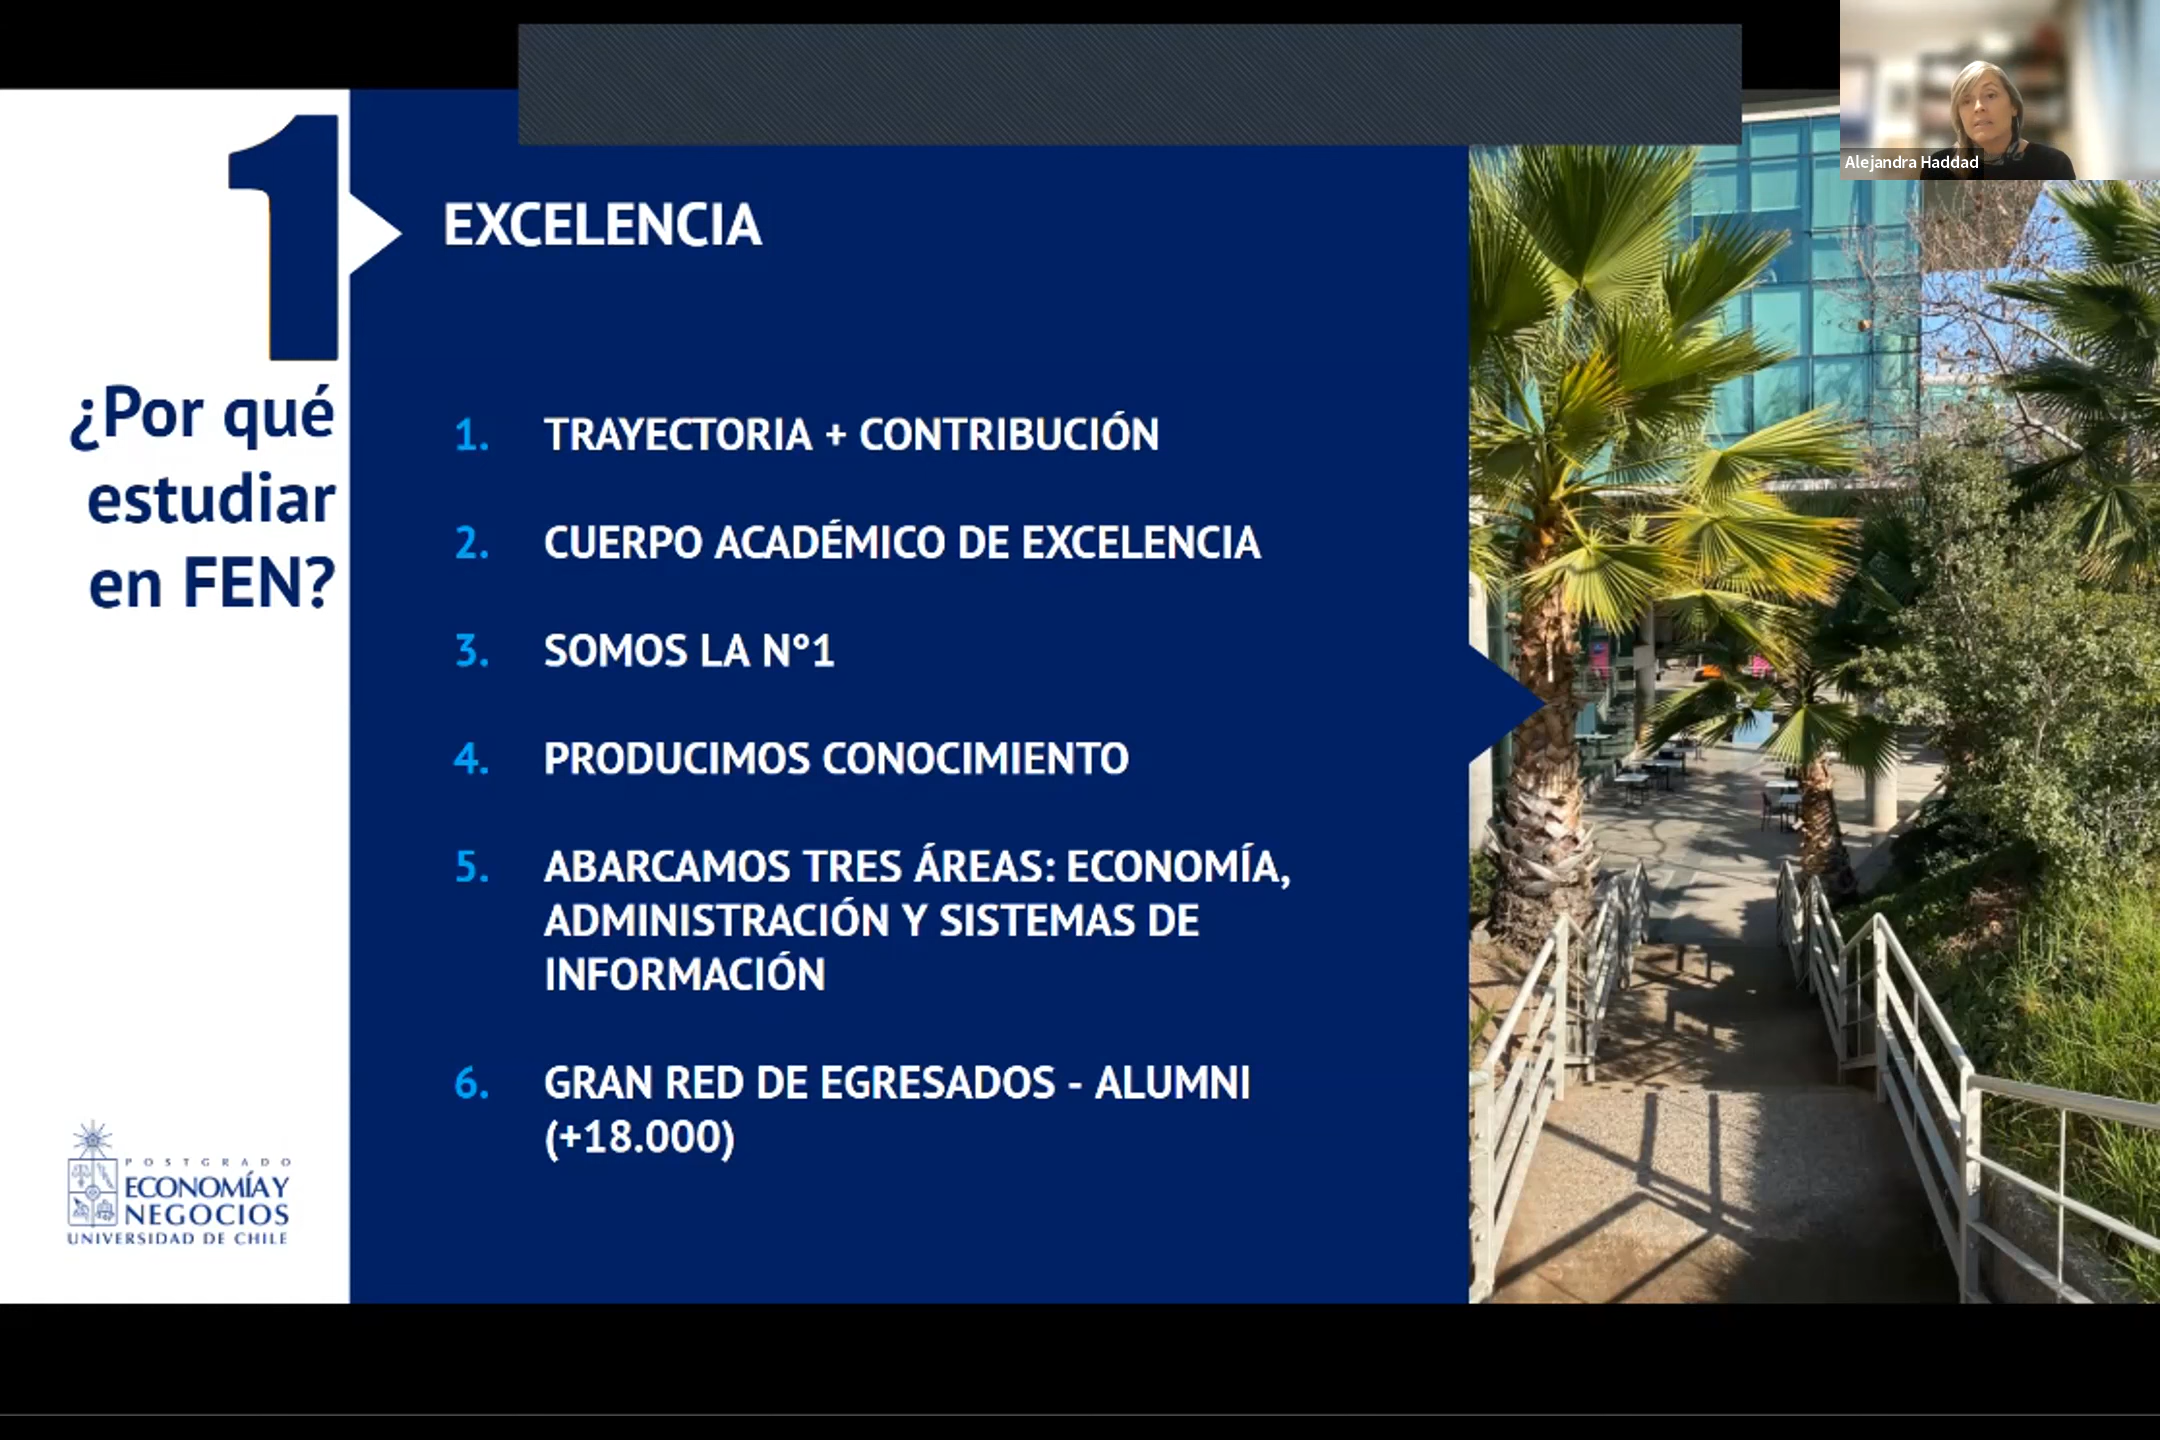 Alejandra Haddad
1
¿Por qué
estudiar
en FEN?
EXCELENCIA
1. TRAYECTORIA + CONTRIBUCIÓN
2. CUERPO ACADÉMICO DE EXCELENCIA
3. SOMOS LA N°1
4. PRODUCIMOS CONOCIMIENTO
5. ABARCAMOS TRES ÁREAS: ECONOMÍA,
ADMINISTRACIÓN Y SISTEMAS DE
INFORMACIÓN
6. GRAN RED DE EGRESADOS - ALUMNI
(+18.000)
POSTGRADO
ECONOMÍA Y
NEGOCIOS
UNIVERSIDAD DE CHILE